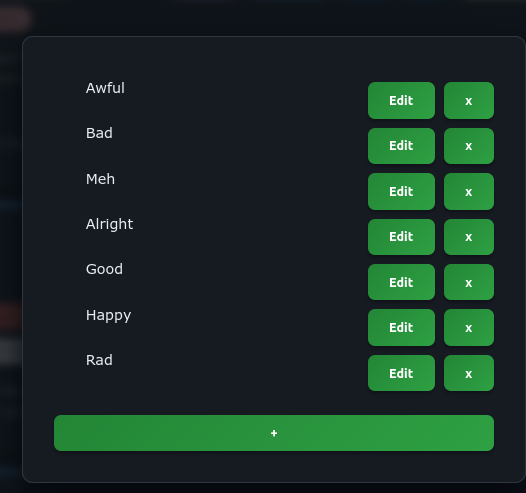 Awful Edit x
Bad Edit x
Meh Edit x
Alright Edit x
Good Edit x
Happy Edit x
Rad Edit x
+